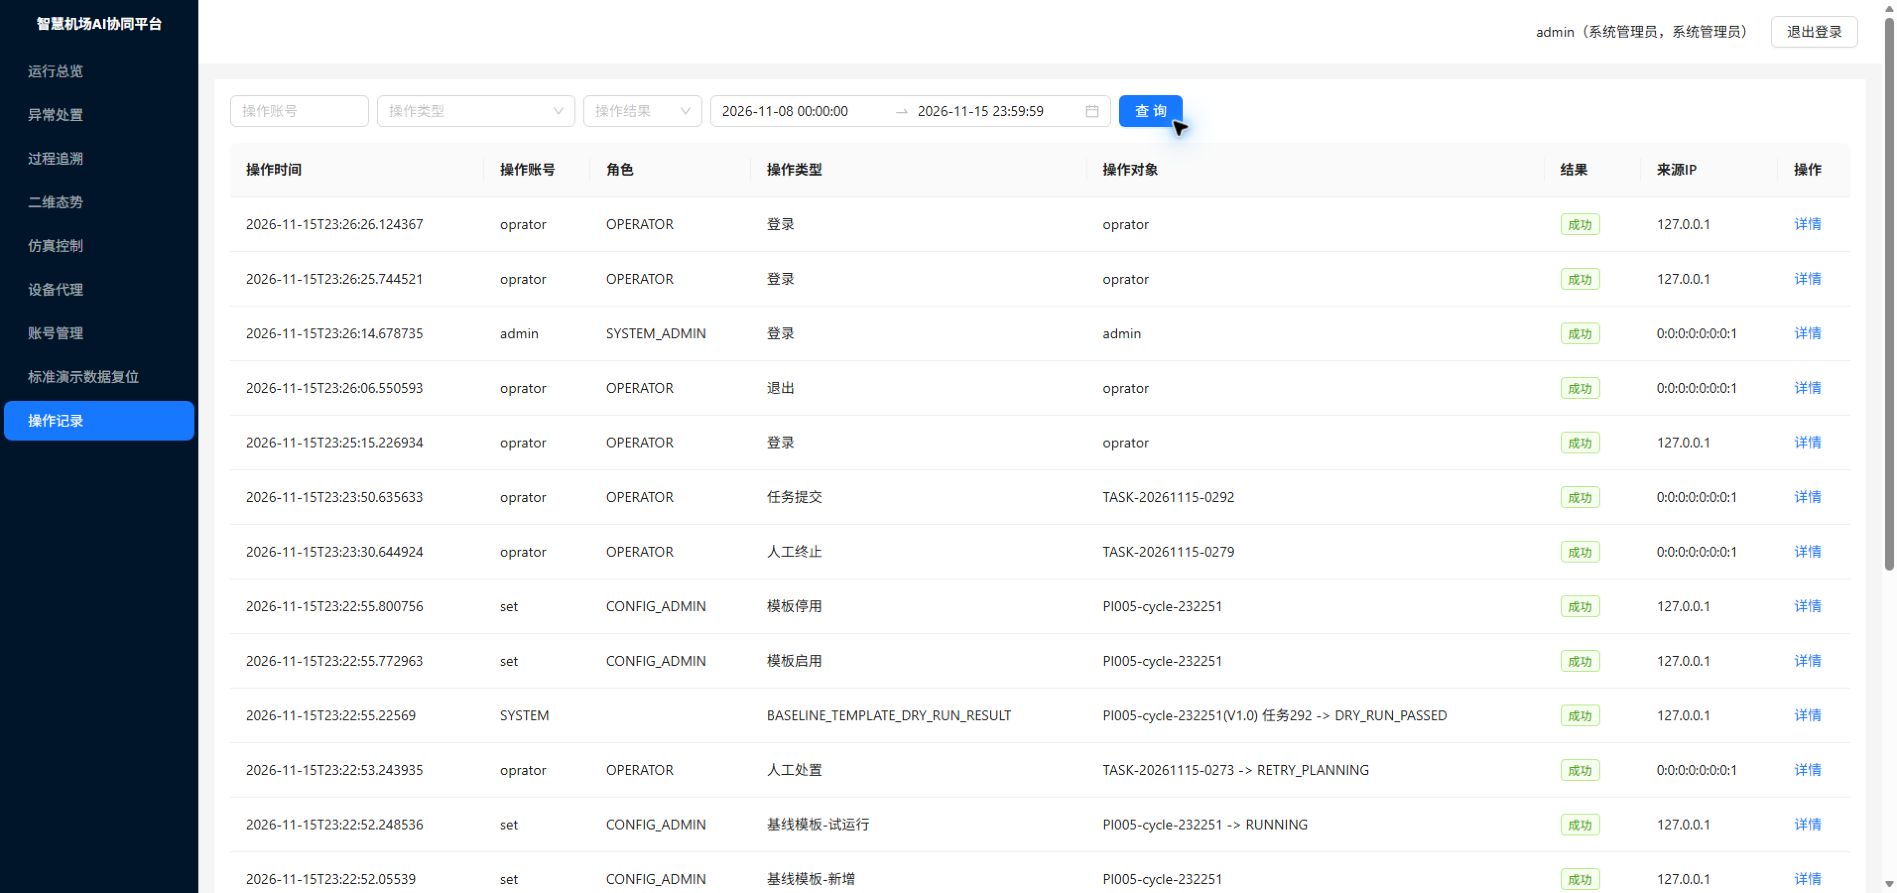 智慧机场AI协同平台
admin（系统管理员，系统管理员） 退出登录
运行总览
异常处置
过程追溯
二维态势
仿真控制
设备代理
账号管理
标准演示数据复位
操作记录
操作账号 操作类型 操作结果 2026-11-08 00:00:00 → 2026-11-15 23:59:59 查 询
操作时间 操作账号 角色 操作类型 操作对象 结果 来源IP 操作
2026-11-15T23:26:26.124367 oprator OPERATOR 登录 oprator 成功 127.0.0.1 详情
2026-11-15T23:26:25.744521 oprator OPERATOR 登录 oprator 成功 127.0.0.1 详情
2026-11-15T23:26:14.678735 admin SYSTEM_ADMIN 登录 admin 成功 0:0:0:0:0:0:0:1 详情
2026-11-15T23:26:06.550593 oprator OPERATOR 退出 oprator 成功 0:0:0:0:0:0:0:1 详情
2026-11-15T23:25:15.226934 oprator OPERATOR 登录 oprator 成功 127.0.0.1 详情
2026-11-15T23:23:50.635633 oprator OPERATOR 任务提交 TASK-20261115-0292 成功 0:0:0:0:0:0:0:1 详情
2026-11-15T23:23:30.644924 oprator OPERATOR 人工终止 TASK-20261115-0279 成功 0:0:0:0:0:0:0:1 详情
2026-11-15T23:22:55.800756 set CONFIG_ADMIN 模板停用 PI005-cycle-232251 成功 127.0.0.1 详情
2026-11-15T23:22:55.772963 set CONFIG_ADMIN 模板启用 PI005-cycle-232251 成功 127.0.0.1 详情
2026-11-15T23:22:55.22569 SYSTEM BASELINE_TEMPLATE_DRY_RUN_RESULT PI005-cycle-232251(V1.0) 任务292 -> DRY_RUN_PASSED 成功 127.0.0.1 详情
2026-11-15T23:22:53.243935 oprator OPERATOR 人工处置 TASK-20261115-0273 -> RETRY_PLANNING 成功 0:0:0:0:0:0:0:1 详情
2026-11-15T23:22:52.248536 set CONFIG_ADMIN 基线模板-试运行 PI005-cycle-232251 -> RUNNING 成功 127.0.0.1 详情
2026-11-15T23:22:52.05539 set CONFIG_ADMIN 基线模板-新增 PI005-cycle-232251 成功 127.0.0.1 详情